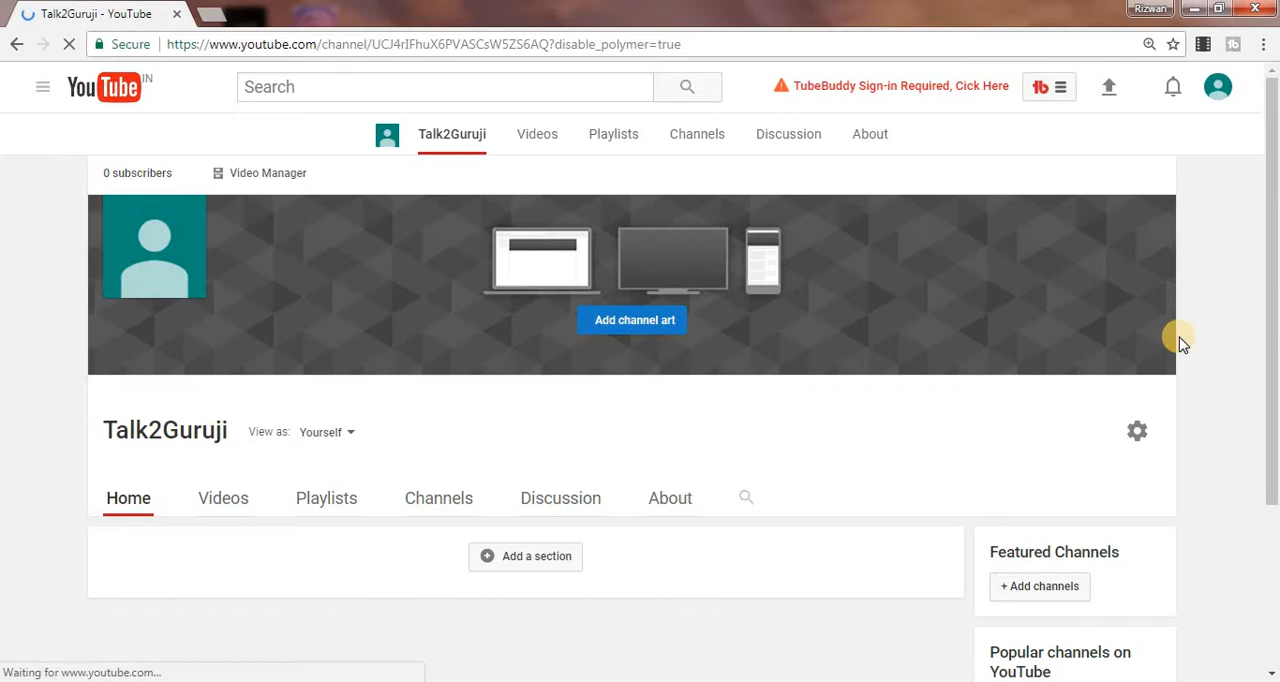 Talk2Guruji - YouTube
Rizwan
Secure https://www.youtube.com/channel/UCJ4rIFhuX6PVASCsW5ZS6AQ?disable_polymer=true
YouTube IN
Search
TubeBuddy Sign-in Required, Click Here
Talk2Guruji Videos Playlists Channels Discussion About
0 subscribers Video Manager
Add channel art
Talk2Guruji View as: Yourself
Home Videos Playlists Channels Discussion About
Add a section
Featured Channels
+ Add channels
Popular channels on
YouTube
Waiting for www.youtube.com...